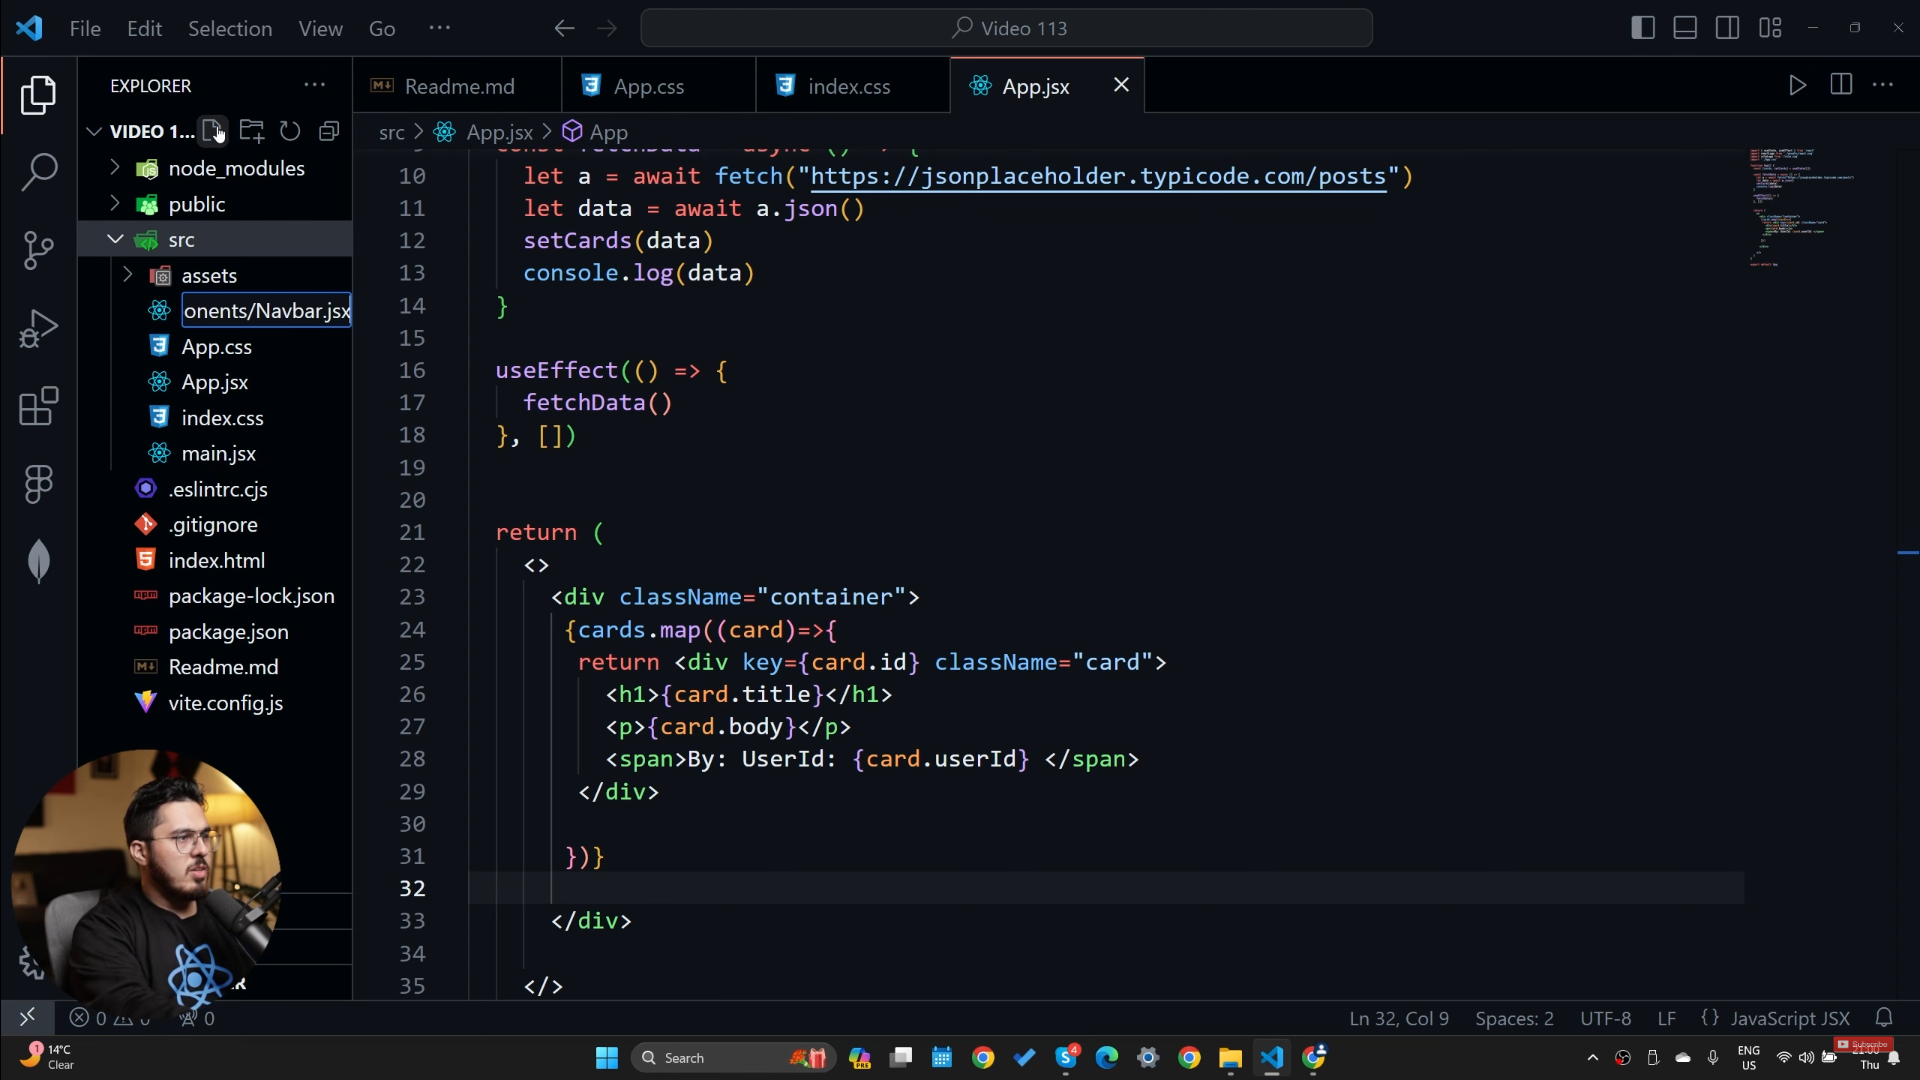 File Edit Selection View Go ··· Video 113
EXPLORER ···
VIDEO 1...
node_modules
public
src
assets
onents/Navbar.jsx
App.css
App.jsx
index.css
main.jsx
.eslintrc.cjs
.gitignore
index.html
package-lock.json
package.json
Readme.md
vite.config.js
Readme.md App.css index.css App.jsx
src > App.jsx > App
10 let a = await fetch("https://jsonplaceholder.typicode.com/posts")
11 let data = await a.json()
12 setCards(data)
13 console.log(data)
14 }
15
16 useEffect(() => {
17 fetchData()
18 }, [])
19
20
21 return (
22 <>
23 <div className="container">
24 {cards.map((card)=>{
25 return <div key={card.id} className="card">
26 <h1>{card.title}</h1>
27 <p>{card.body}</p>
28 <span>By: UserId: {card.userId} </span>
29 </div>
30
31 })}
32
33 </div>
34
35 </>
0 0 0
Ln 32, Col 9 Spaces: 2 UTF-8 LF {} JavaScript JSX
1 14°C
Clear
Search
PRE
4
ENG
US
Subscribe
Thu